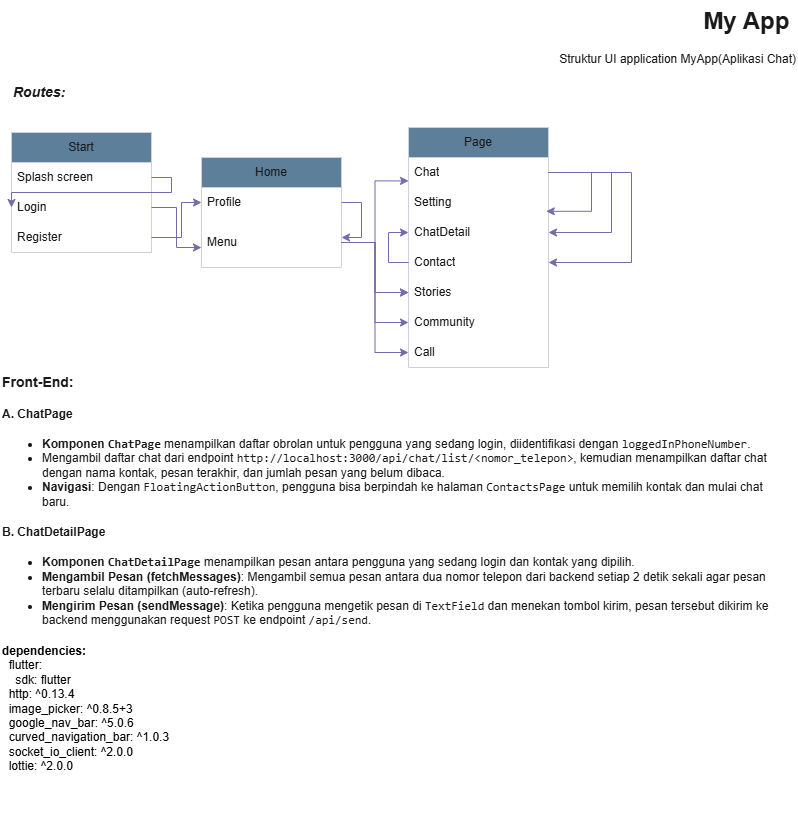 My App
Struktur UI application MyApp(Aplikasi Chat)
Routes:
Start
Splash screen
Login
Register
Home
Profile
Menu
Page
Chat
Setting
ChatDetail
Contact
Stories
Community
Call
Front-End:
A. ChatPage
• Komponen ChatPage menampilkan daftar obrolan untuk pengguna yang sedang login, diidentifikasi dengan loggedInPhoneNumber.
• Mengambil daftar chat dari endpoint http://localhost:3000/api/chat/list/<nomor_telepon>, kemudian menampilkan daftar chat
dengan nama kontak, pesan terakhir, dan jumlah pesan yang belum dibaca.
• Navigasi: Dengan FloatingActionButton, pengguna bisa berpindah ke halaman ContactsPage untuk memilih kontak dan mulai chat
baru.
B. ChatDetailPage
• Komponen ChatDetailPage menampilkan pesan antara pengguna yang sedang login dan kontak yang dipilih.
• Mengambil Pesan (fetchMessages): Mengambil semua pesan antara dua nomor telepon dari backend setiap 2 detik sekali agar pesan
terbaru selalu ditampilkan (auto-refresh).
• Mengirim Pesan (sendMessage): Ketika pengguna mengetik pesan di TextField dan menekan tombol kirim, pesan tersebut dikirim ke
backend menggunakan request POST ke endpoint /api/send.
dependencies:
flutter:
sdk: flutter
http: ^0.13.4
image_picker: ^0.8.5+3
google_nav_bar: ^5.0.6
curved_navigation_bar: ^1.0.3
socket_io_client: ^2.0.0
lottie: ^2.0.0